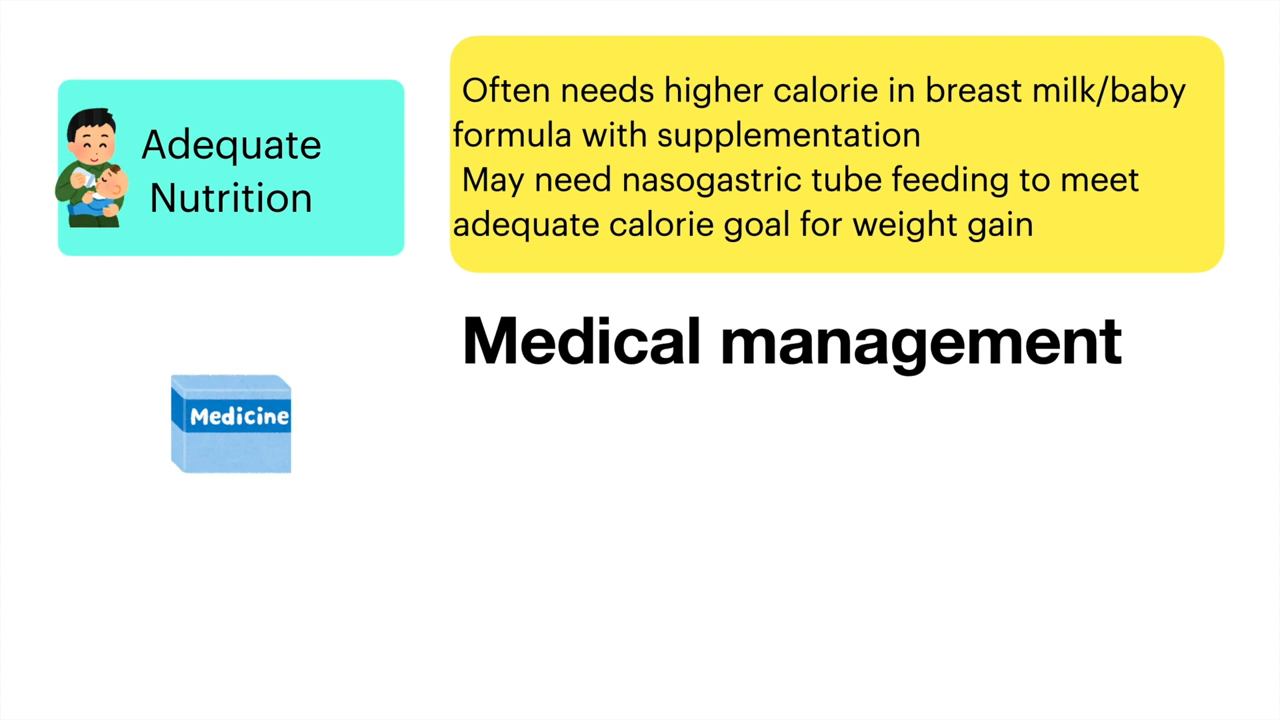 Adequate
Nutrition
Often needs higher calorie in breast milk/baby
formula with supplementation
May need nasogastric tube feeding to meet
adequate calorie goal for weight gain
Medical management
Medicine